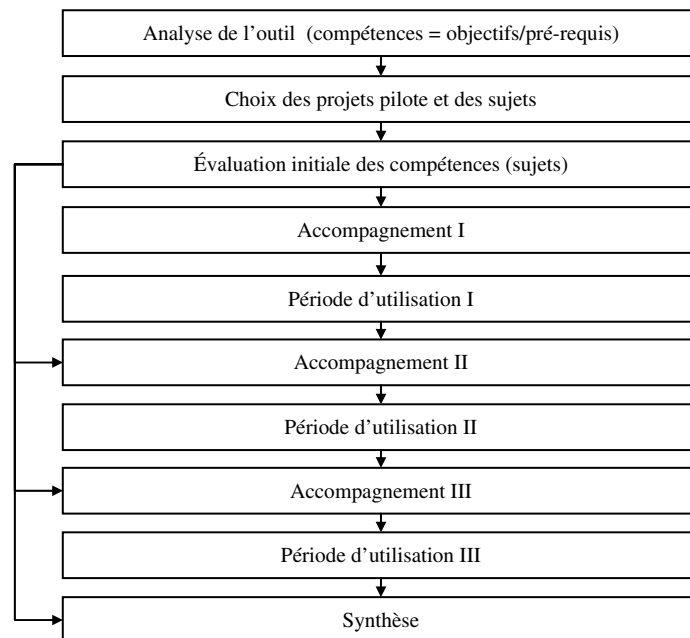 Analyse de l’outil  (compétences = objectifs/pré-requis)
Choix des projets pilote et des sujets
Évaluation initiale des compétences (sujets)
Accompagnement I
Période d’utilisation I
Accompagnement II
Période d’utilisation II
Accompagnement III
Période d’utilisation III
Synthèse